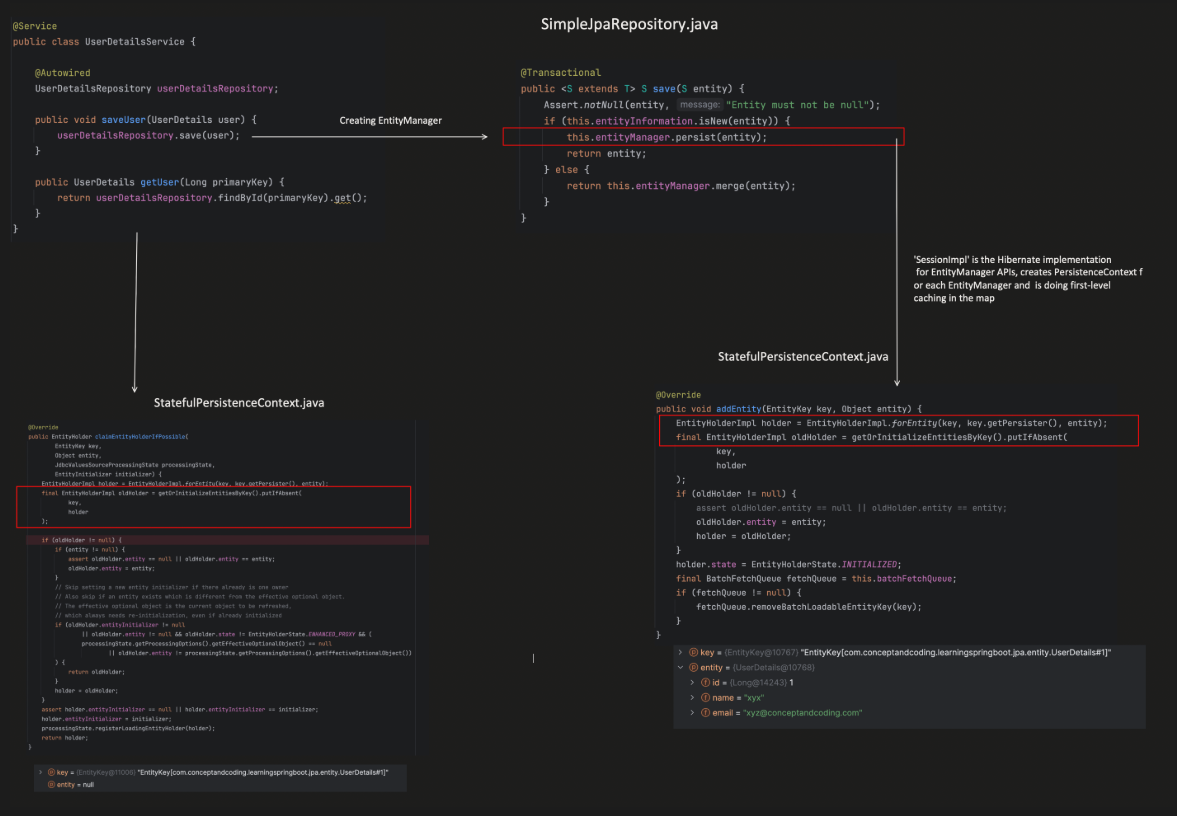 @Service
public class UserDetailsService {
@Autowired
UserDetailsRepository userDetailsRepository;
public void saveUser(UserDetails user) {
userDetailsRepository.save(user);
}
public UserDetails getUser(Long primaryKey) {
return userDetailsRepository.findById(primaryKey).get();
}
}
Creating EntityManager
SimpleJpaRepository.java
@Transactional
public <S extends T> S save(S entity) {
Assert.notNull(entity, message: "Entity must not be null");
if (this.entityInformation.isNew(entity)) {
this.entityManager.persist(entity);
return entity;
} else {
return this.entityManager.merge(entity);
}
}
'SessionImpl' is the Hibernate implementation
for EntityManager APIs, creates PersistenceContext f
or each EntityManager and is doing first-level
caching in the map
StatefulPersistenceContext.java
@Override
public EntityHolder claimEntityHolderIfPossible(
EntityKey key,
Object entity,
JdbcValuesSourceProcessingState processingState,
EntityInitializer initializer) {
EntityHolderImpl holder = EntityHolderImpl.forEntity(key, key.getPersister(), entity);
final EntityHolderImpl oldHolder = getOrInitializeEntitiesByKey().putIfAbsent(
key,
holder
);
if (oldHolder != null) {
if (entity != null) {
assert oldHolder.entity == null || oldHolder.entity == entity;
oldHolder.entity = entity;
}
// Skip setting a new entity initializer if there already is one owner
// Also skip if an entity exists which is different from the effective optional object.
// The effective optional object is the current object to be refreshed,
// which always needs re-initialization, even if already initialized
if (oldHolder.entityInitializer != null
|| oldHolder.entity != null && oldHolder.state != EntityHolderState.ENHANCED_PROXY && (
processingState.getProcessingOptions().getEffectiveOptionalObject() == null
|| oldHolder.entity != processingState.getProcessingOptions().getEffectiveOptionalObject())
) {
return oldHolder;
}
holder = oldHolder;
}
assert holder.entityInitializer == null || holder.entityInitializer == initializer;
holder.entityInitializer = initializer;
processingState.registerLoadingEntityHolder(holder);
return holder;
}
key = {EntityKey@11006} "EntityKey[com.conceptandcoding.learningspringboot.jpa.entity.UserDetails#1]"
entity = null
StatefulPersistenceContext.java
@Override
public void addEntity(EntityKey key, Object entity) {
EntityHolderImpl holder = EntityHolderImpl.forEntity(key, key.getPersister(), entity);
final EntityHolderImpl oldHolder = getOrInitializeEntitiesByKey().putIfAbsent(
key,
holder
);
if (oldHolder != null) {
assert oldHolder.entity == null || oldHolder.entity == entity;
oldHolder.entity = entity;
holder = oldHolder;
}
holder.state = EntityHolderState.INITIALIZED;
final BatchFetchQueue fetchQueue = this.batchFetchQueue;
if (fetchQueue != null) {
fetchQueue.removeBatchLoadableEntityKey(key);
}
}
key = {EntityKey@10767} "EntityKey[com.conceptandcoding.learningspringboot.jpa.entity.UserDetails#1]"
entity = {UserDetails@10768}
id = {Long@14243} 1
name = "xyx"
email = "xyz@conceptandcoding.com"